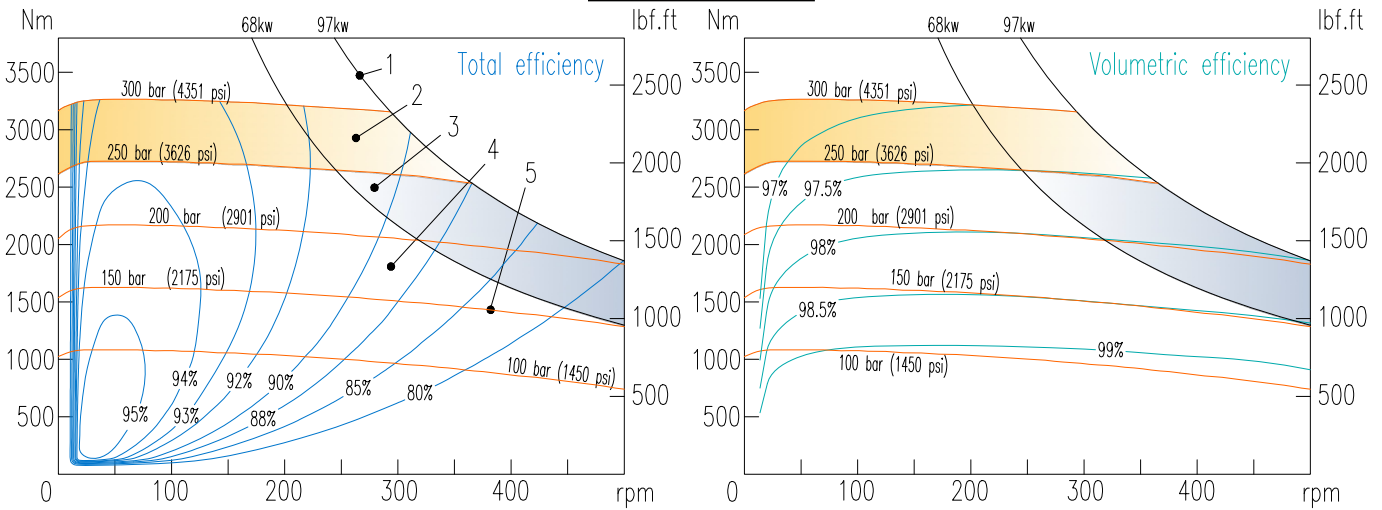 Nm
68kw
97kw
lbf.ft
Total efficiency
1
2
3
4
5
3500
3000
2500
2000
1500
1000
500
2500
2000
1500
1000
500
300 bar (4351 psi)
250 bar (3626 psi)
200 bar (2901 psi)
150 bar (2175 psi)
100 bar (1450 psi)
95%
94%
93%
92%
90%
88%
85%
80%
0
100
200
300
400
rpm
Nm
68kw
97kw
lbf.ft
Volumetric efficiency
3500
3000
2500
2000
1500
1000
500
2500
2000
1500
1000
500
300 bar (4351 psi)
250 bar (3626 psi)
97%
97.5%
200 bar (2901 psi)
98%
150 bar (2175 psi)
98.5%
99%
100 bar (1450 psi)
0
100
200
300
400
rpm